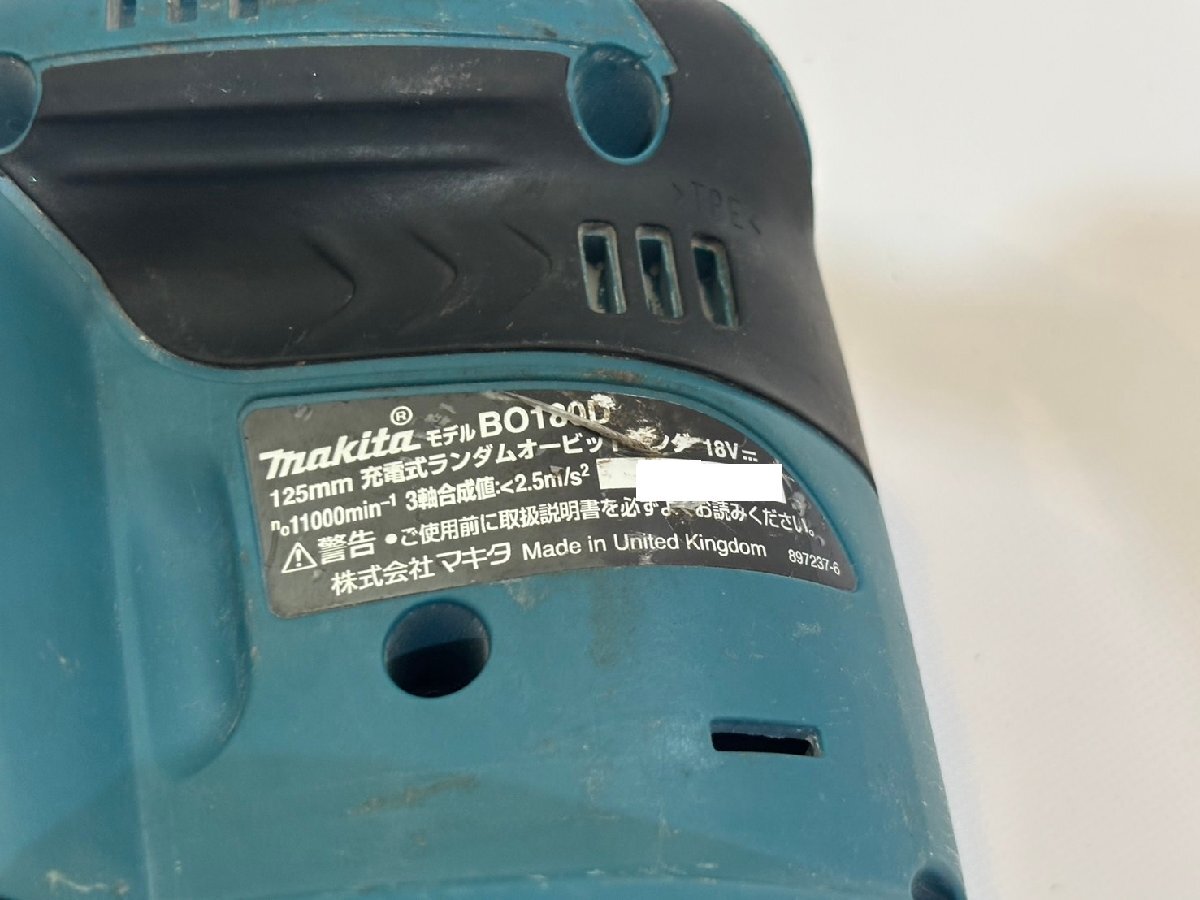 >TPE<
makita® モデル BO180D
125mm 充電式ランダムオービット 18V⎓
n₀11000min⁻¹ 3軸合成値:<2.5m/s²
⚠警告 •ご使用前に取扱説明書を必ずよくお読みください。
株式会社 マキタ Made in United Kingdom 897237-6